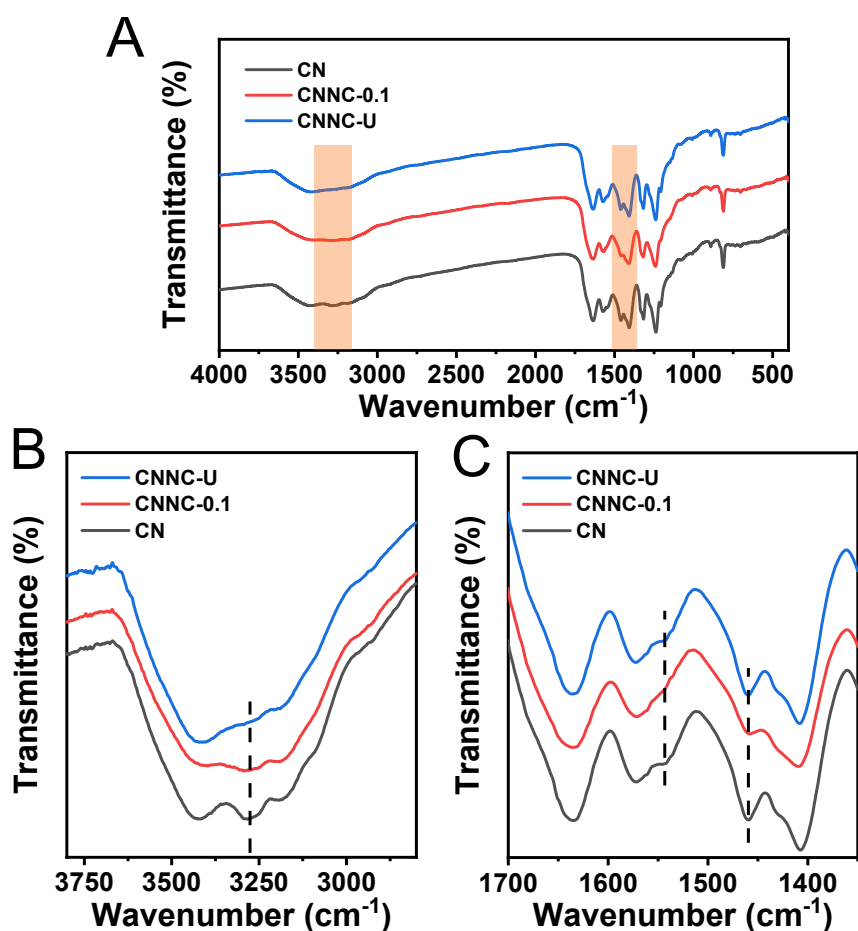 A
Transmittance (%)
CN
CNNC-0.1
CNNC-U
4000 3500 3000 2500 2000 1500 1000 500
Wavenumber (cm⁻¹)
B
Transmittance (%)
CNNC-U
CNNC-0.1
CN
3750 3500 3250 3000
Wavenumber (cm⁻¹)
C
Transmittance (%)
CNNC-U
CNNC-0.1
CN
1700 1600 1500 1400
Wavenumber (cm⁻¹)